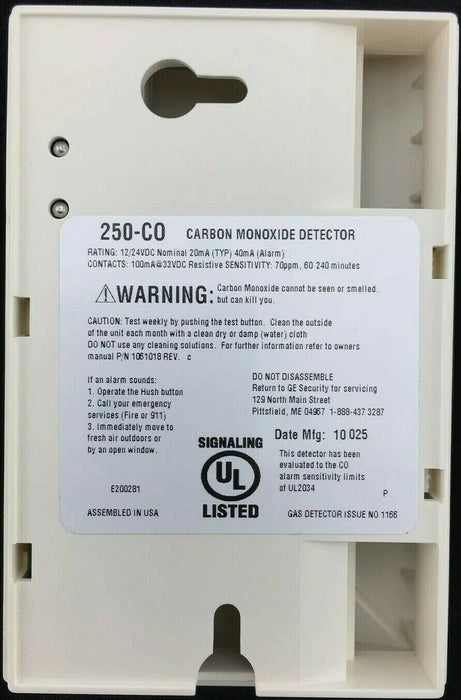 250-CO CARBON MONOXIDE DETECTOR
RATING: 12/24VDC Nominal 20mA (TYP) 40mA (Alarm)
CONTACTS: 100mA@33VDC Resistive SENSITIVITY: 70ppm, 60 240 minutes
⚠WARNING: Carbon Monoxide cannot be seen or smelled,
but can kill you.
CAUTION: Test weekly by pushing the test button. Clean the outside
of the unit each month with a clean dry or damp (water) cloth
DO NOT use any cleaning solutions. For further information refer to owners
manual P/N 1061018 REV. c
If an alarm sounds:
1. Operate the Hush button
2. Call your emergency
services (Fire or 911)
3. Immediately move to
fresh air outdoors or
by an open window.
DO NOT DISASSEMBLE
Return to GE Security for servicing
129 North Main Street
Pittsfield, ME 04967 1-888-437 3287
Date Mfg: 10 025
SIGNALING
UL
LISTED
This detector has been
evaluated to the CO
alarm sensitivity limits
of UL2034
P
E200281
ASSEMBLED IN USA
GAS DETECTOR ISSUE NO 1166